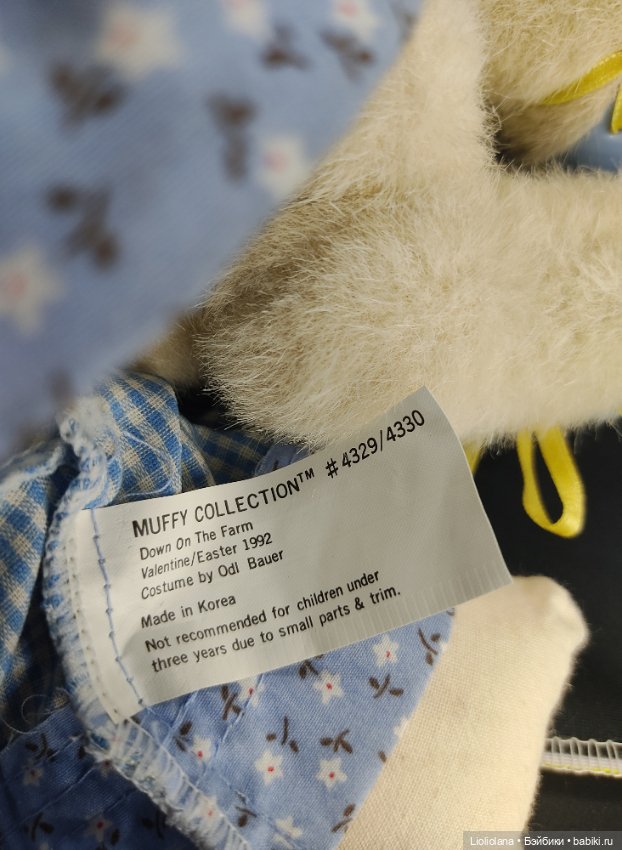 MUFFY COLLECTION™ # 4329/4330
Down On The Farm
Valentine/Easter 1992
Costume by Odl Bauer
Made in Korea
Not recommended for children under
three years due to small parts & trim.
Lioliolana • Бэйбики • babiki.ru